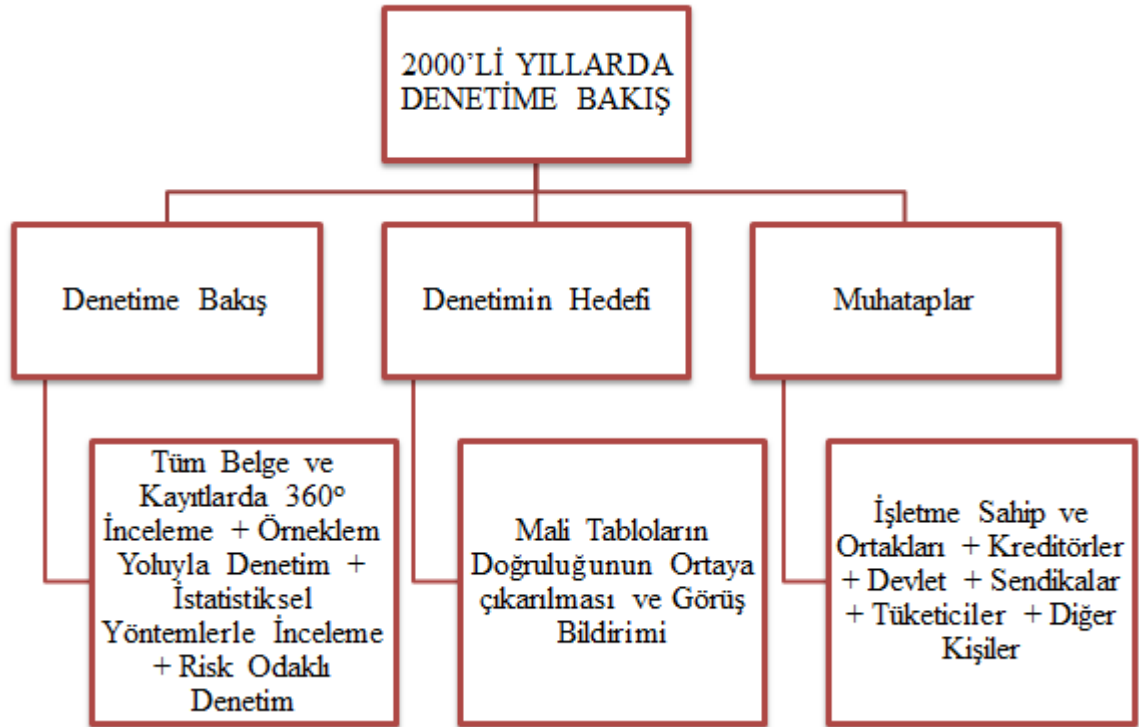 2000’Lİ YILLARDA
DENETİME BAKIŞ
Denetime Bakış
Denetimin Hedefi
Muhataplar
Tüm Belge ve
Kayıtlarda 360°
İnceleme + Örneklem
Yoluyla Denetim +
İstatistiksel
Yöntemlerle İnceleme
+ Risk Odaklı
Denetim
Mali Tabloların
Doğruluğunun Ortaya
çıkarılması ve Görüş
Bildirimi
İşletme Sahip ve
Ortakları + Kreditörler
+ Devlet + Sendikalar
+ Tüketiciler + Diğer
Kişiler